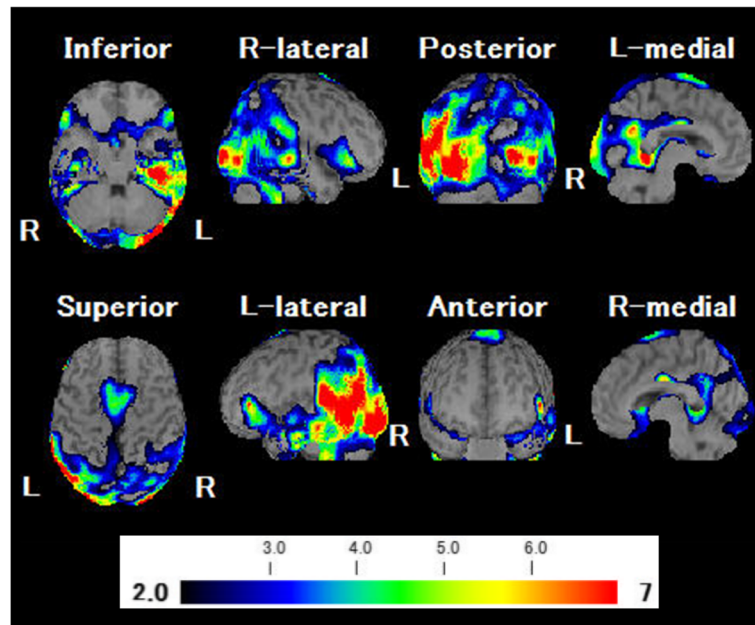 Inferior R-lateral Posterior L-medial
R L L R
Superior L-lateral Anterior R-medial
L R R L
3.0 4.0 5.0 6.0
2.0 7